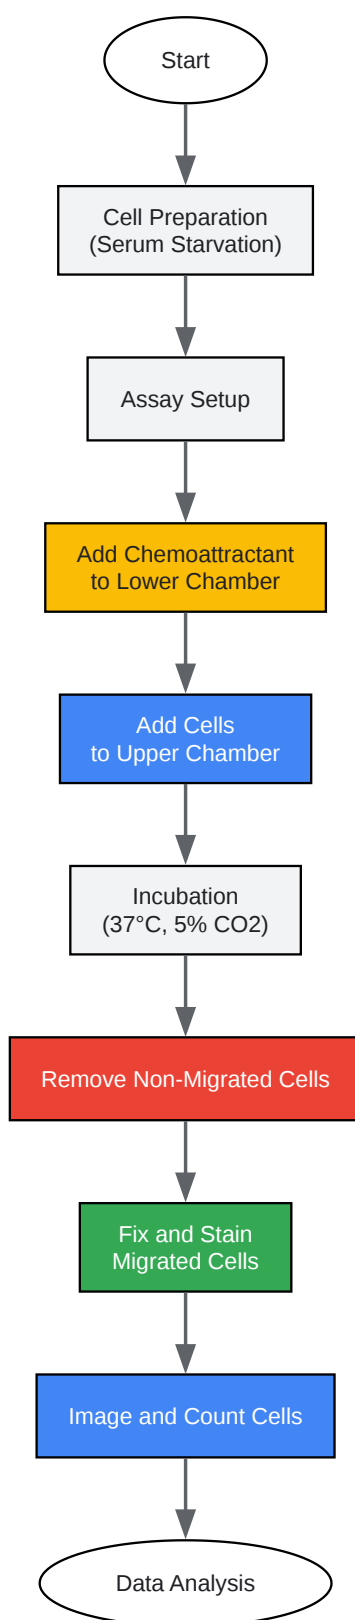 Start
Cell Preparation
(Serum Starvation)
Assay Setup
Add Chemoattractant
to Lower Chamber
Add Cells
to Upper Chamber
Incubation
(37°C, 5% CO2)
Remove Non-Migrated Cells
Fix and Stain
Migrated Cells
Image and Count Cells
Data Analysis